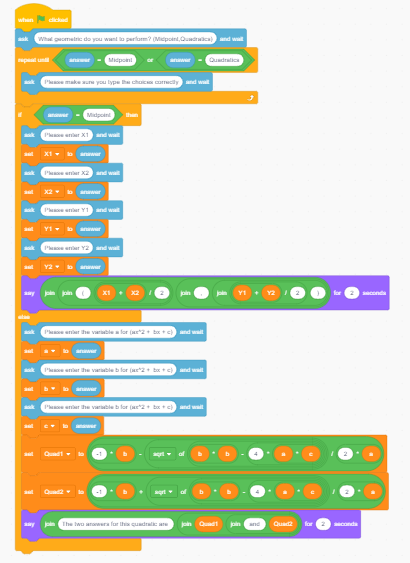 when clicked
ask What geometric do you want to perform? (Midpoint,Quadratics) and wait
repeat until answer = Midpoint or answer = Quadratics
ask Please make sure you type the choices correctly and wait
if answer = Midpoint then
ask Please enter X1 and wait
set X1 to answer
ask Please enter X2 and wait
set X2 to answer
ask Please enter Y1 and wait
set Y1 to answer
ask Please enter Y2 and wait
set Y2 to answer
say join join ( X1 + X2 / 2 join , join Y1 + Y2 / 2 ) for 2 seconds
else
ask Please enter the variable a for (ax^2 + bx + c) and wait
set a to answer
ask Please enter the variable b for (ax^2 + bx + c) and wait
set b to answer
ask Please enter the variable b for (ax^2 + bx + c) and wait
set c to answer
set Quad1 to -1 * b - sqrt of b * b - 4 * a * c / 2 * a
set Quad2 to -1 * b + sqrt of b * b - 4 * a * c / 2 * a
say The two answers for this quadratic are join Quad1 join and Quad2 for 2 seconds